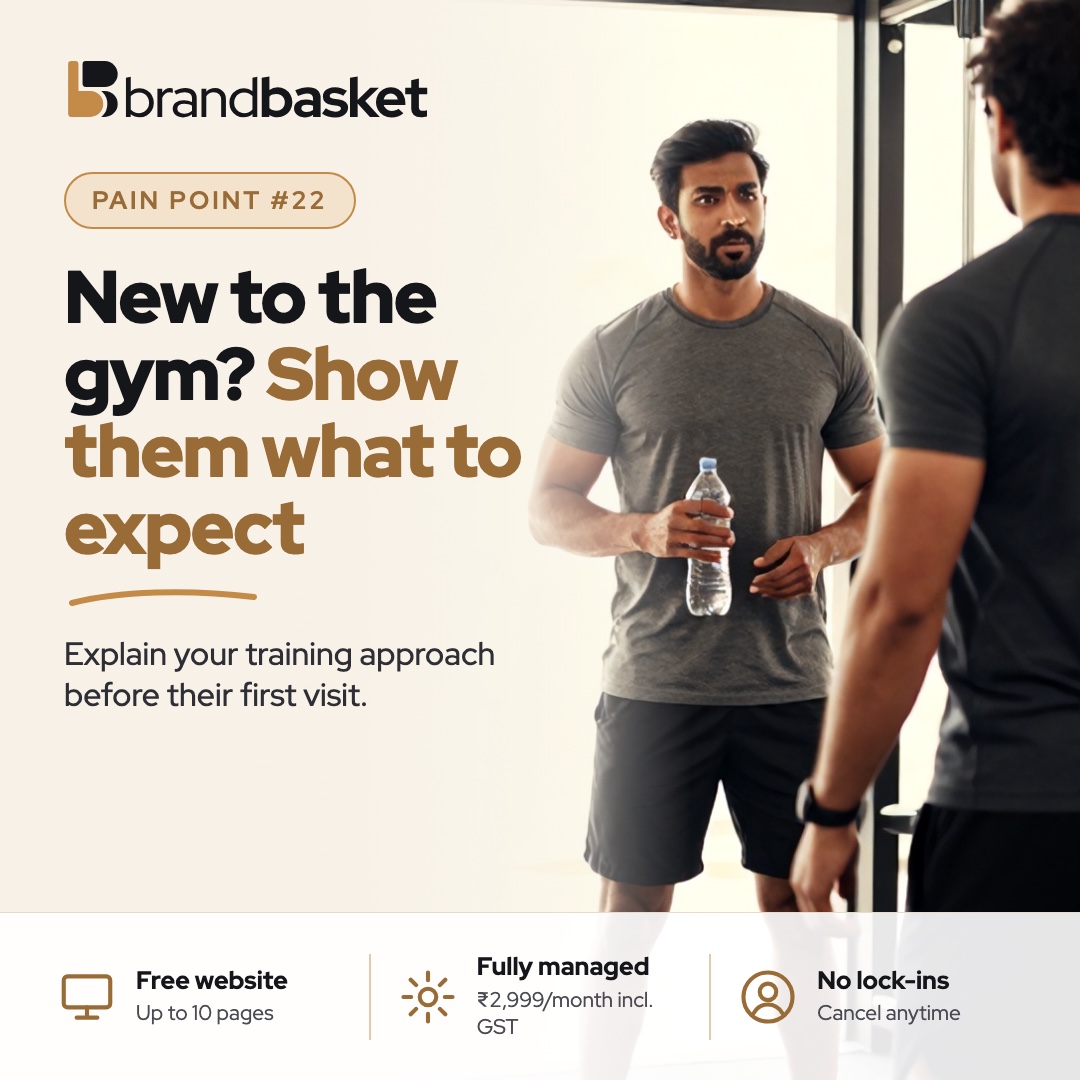 brandbasket
PAIN POINT #22
New to the
gym? Show
them what to
expect
Explain your training approach
before their first visit.
Free website
Up to 10 pages
Fully managed
₹2,999/month incl.
GST
No lock-ins
Cancel anytime